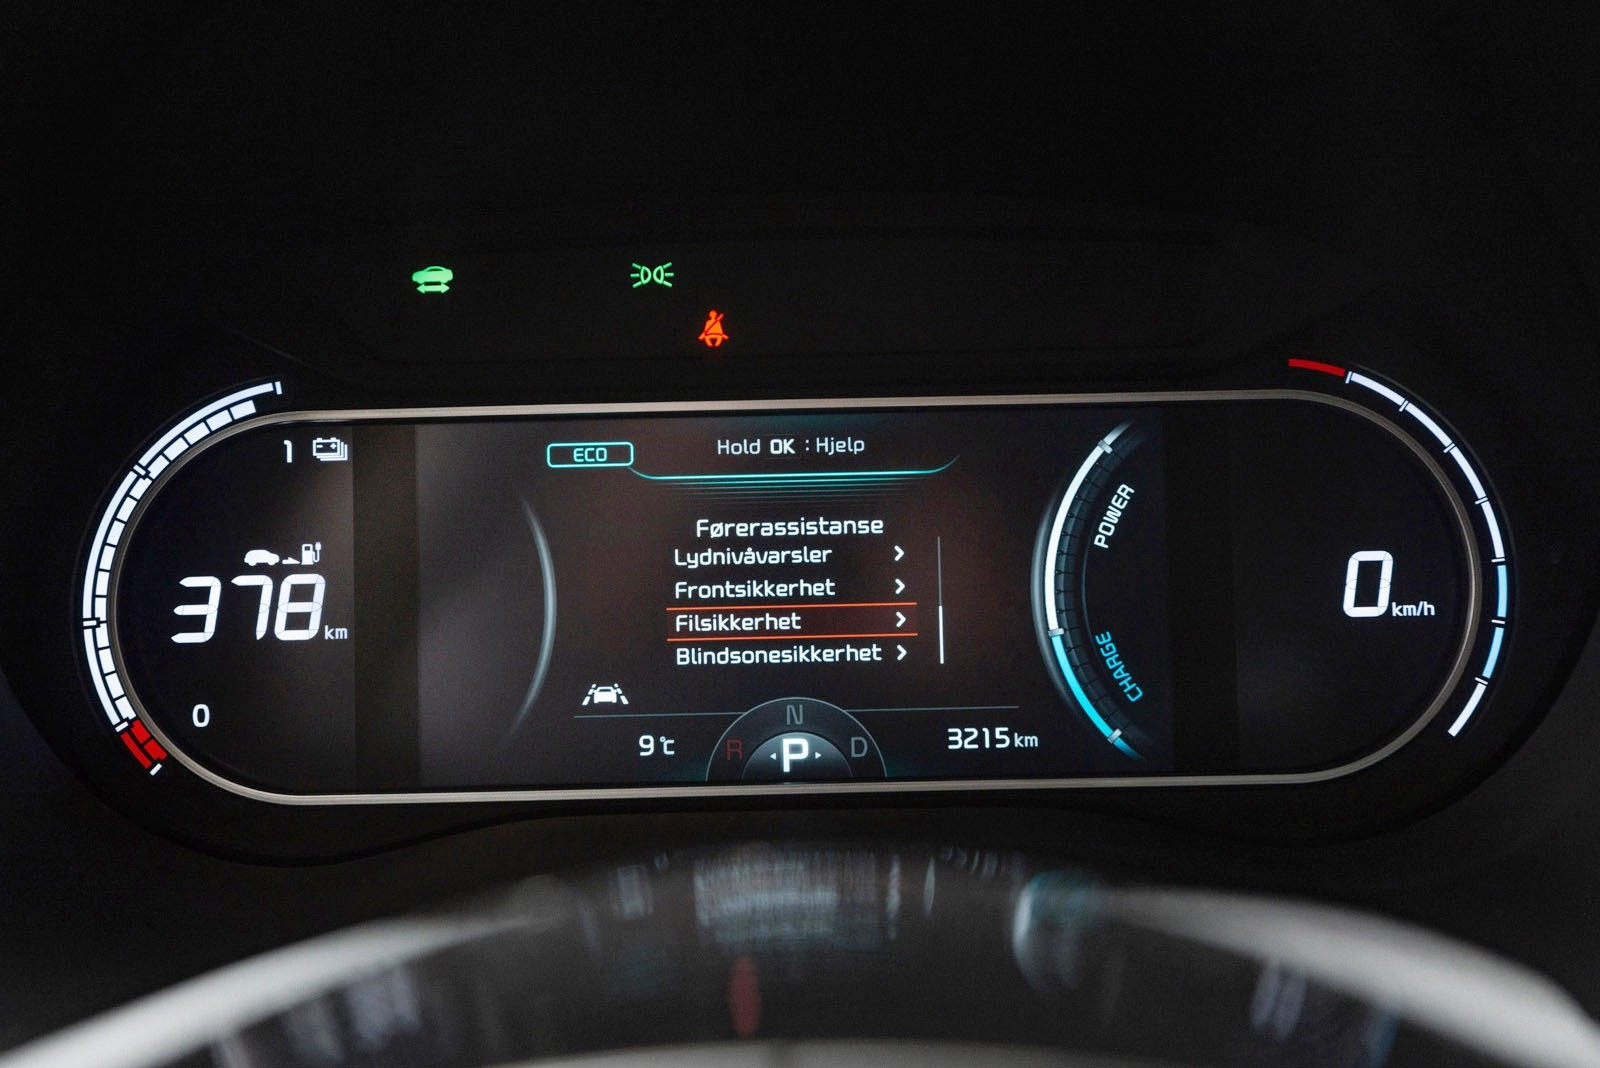 1
ECO
Hold OK : Hjelp
Førerassistanse
Lydnivåvarsler >
Frontsikkerhet >
Filsikkerhet >
Blindsonesikkerhet >
378 km
0
POWER
CHARGE
0 km/h
9 °C
R N D
P
3215 km